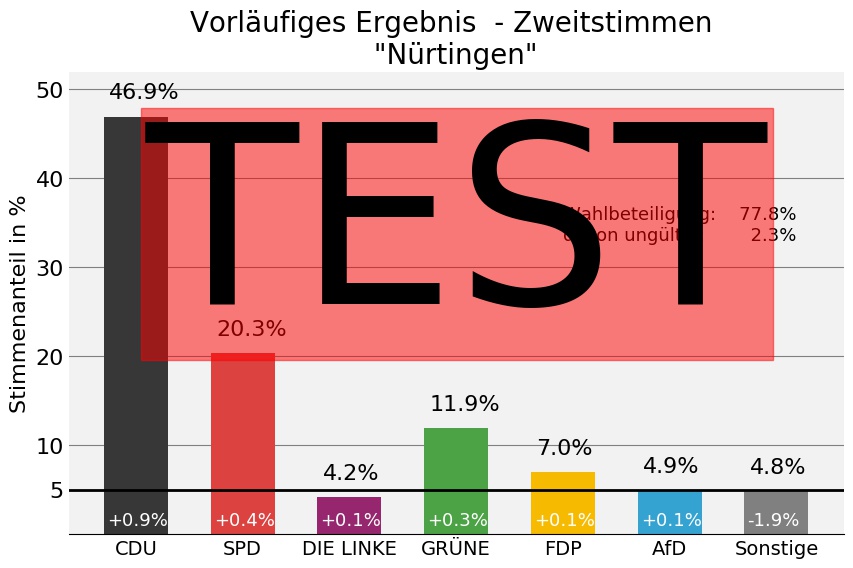 Vorläufiges Ergebnis - Zweitstimmen
"Nürtingen"
Stimmenanteil in %
50
40
30
20
10
5
46.9%
20.3%
4.2%
11.9%
7.0%
4.9%
4.8%
TEST
77.8%
2.3%
+0.9%
+0.4%
+0.1%
+0.3%
+0.1%
+0.1%
-1.9%
CDU
SPD
DIE LINKE
GRÜNE
FDP
AfD
Sonstige